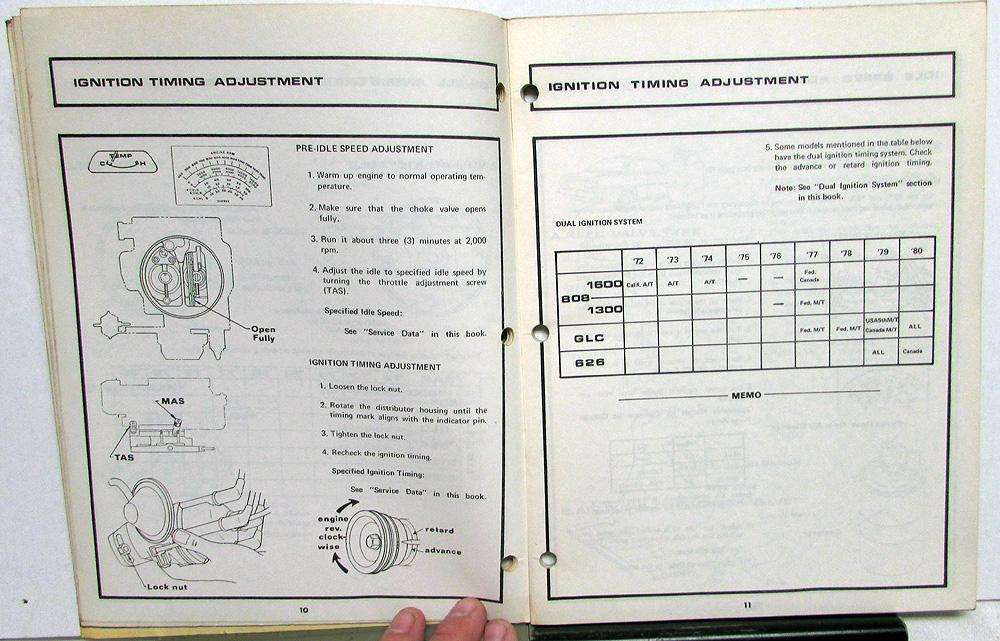 IGNITION TIMING ADJUSTMENT
TEMP
C H
ENGINE RPM
PRE-IDLE SPEED ADJUSTMENT
1. Warm up engine to normal operating tem-
perature.
2. Make sure that the choke valve opens
fully.
3. Run it about three (3) minutes at 2,000
rpm.
4. Adjust the idle to specified idle speed by
turning the throttle adjustment screw
(TAS).
Specified Idle Speed:
See "Service Data" in this book.
Open
Fully
IGNITION TIMING ADJUSTMENT
1. Loosen the lock nut.
2. Rotate the distributor housing until the
timing mark aligns with the indicator pin.
3. Tighten the lock nut.
4. Recheck the ignition timing.
Specified Ignition Timing:
See "Service Data" in this book.
MAS
TAS
engine
rev.
clock-
wise
retard
advance
Lock nut
10
IGNITION TIMING ADJUSTMENT
5. Some models mentioned in the table below
have the dual ignition timing system. Check
the advance or retard ignition timing.
Note: See "Dual Ignition System" section
in this book.
DUAL IGNITION SYSTEM
'72 '73 '74 '75 '76 '77 '78 '79 '80
1600 Calif. A/T A/T A/T — — Fed.
Canada
808
1300 — Fed. M/T
GLC Fed. M/T Fed. M/T USA5thM/T
Canada M/T ALL
626 ALL Canada
MEMO
11